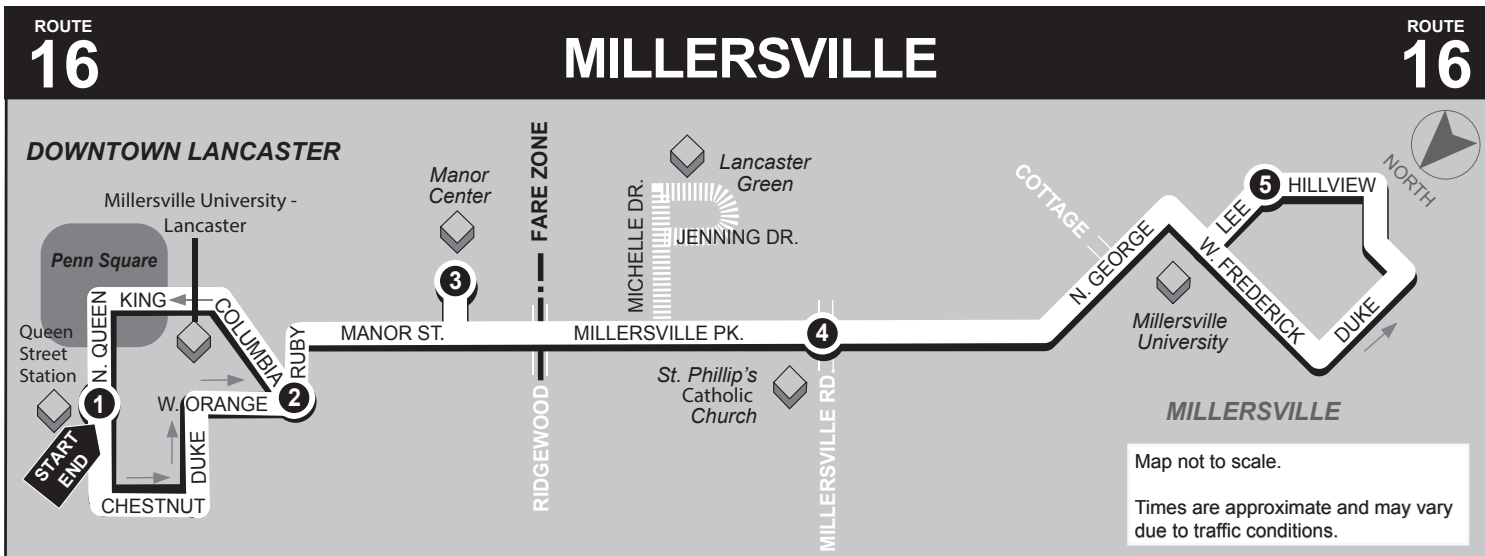 ROUTE
16
MILLERSVILLE
ROUTE
16
DOWNTOWN LANCASTER
Millersville University -
Lancaster
Penn Square
KING
N. QUEEN
Queen
Street
Station
1
START
END
CHESTNUT
DUKE
W. ORANGE
COLUMBIA
2
RUBY
MANOR ST.
Manor
Center
3
FARE ZONE
RIDGEWOOD
MILLERSVILLE PK.
MICHELLE DR.
JENNING DR.
Lancaster
Green
4
MILLERSVILLE RD.
St. Phillip's
Catholic
Church
COTTAGE
N. GEORGE
Millersville
University
W. FREDERICK
LEE
5
HILLVIEW
DUKE
NORTH
MILLERSVILLE
Map not to scale.
Times are approximate and may vary
due to traffic conditions.